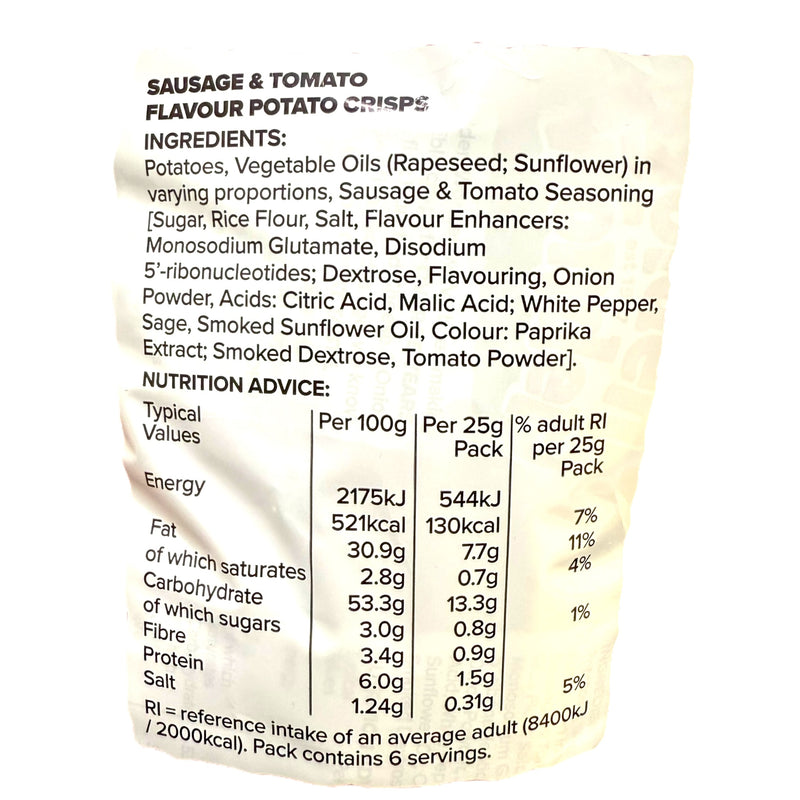 SAUSAGE & TOMATO
FLAVOUR POTATO CRISPS
INGREDIENTS:
Potatoes, Vegetable Oils (Rapeseed; Sunflower) in
varying proportions, Sausage & Tomato Seasoning
[Sugar, Rice Flour, Salt, Flavour Enhancers:
Monosodium Glutamate, Disodium
5'-ribonucleotides; Dextrose, Flavouring, Onion
Powder, Acids: Citric Acid, Malic Acid; White Pepper,
Sage, Smoked Sunflower Oil, Colour: Paprika
Extract; Smoked Dextrose, Tomato Powder].
NUTRITION ADVICE:
Typical Values Per 100g Per 25g Pack % adult RI per 25g Pack
Energy 2175kJ 544kJ
521kcal 130kcal 7%
Fat 30.9g 7.7g 11%
of which saturates 2.8g 0.7g 4%
Carbohydrate 53.3g 13.3g
of which sugars 3.0g 0.8g 1%
Fibre 3.4g 0.9g
Protein 6.0g 1.5g
Salt 1.24g 0.31g 5%
RI = reference intake of an average adult (8400kJ
/ 2000kcal). Pack contains 6 servings.